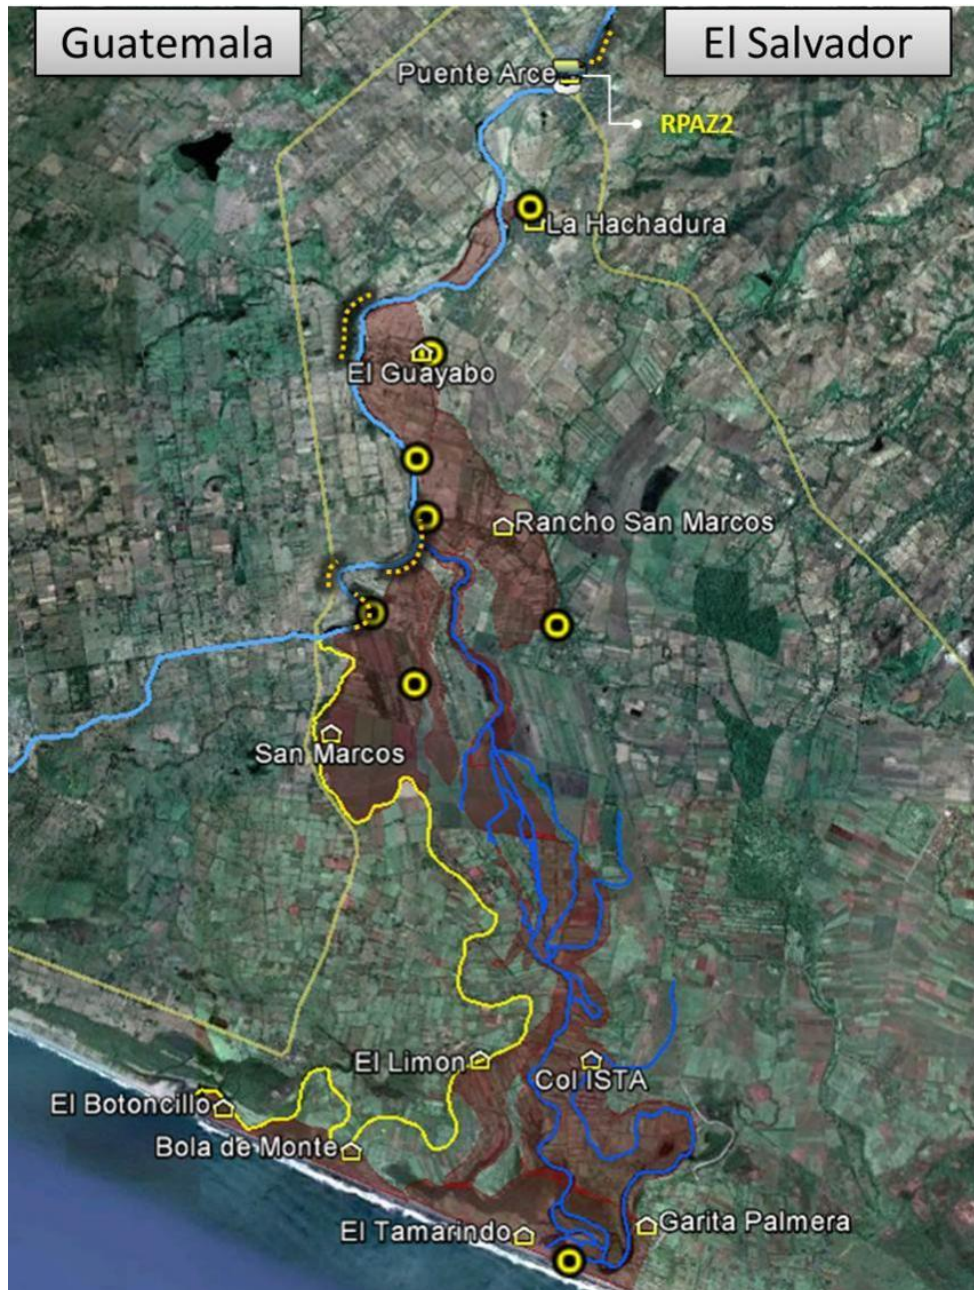 Guatemala
El Salvador
Puente Arce
RPAZ2
La Hachadura
El Guayabo
Rancho San Marcos
San Marcos
El Limon
Col ISTA
El Botoncillo
Bola de Monte
El Tamarindo
Garita Palmera